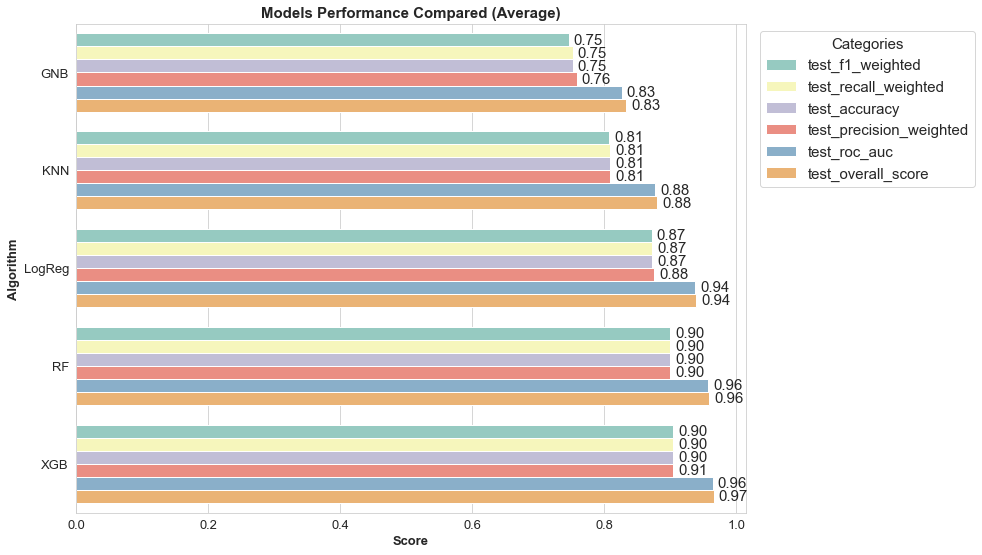 Models Performance Compared (Average)
Categories
test_f1_weighted
test_recall_weighted
test_accuracy
test_precision_weighted
test_roc_auc
test_overall_score
Algorithm
GNB
0.75
0.75
0.75
0.76
0.83
0.83
KNN
0.81
0.81
0.81
0.81
0.88
0.88
LogReg
0.87
0.87
0.87
0.88
0.94
0.94
RF
0.90
0.90
0.90
0.90
0.96
0.96
XGB
0.90
0.90
0.90
0.91
0.96
0.97
0.0 0.2 0.4 0.6 0.8 1.0
Score